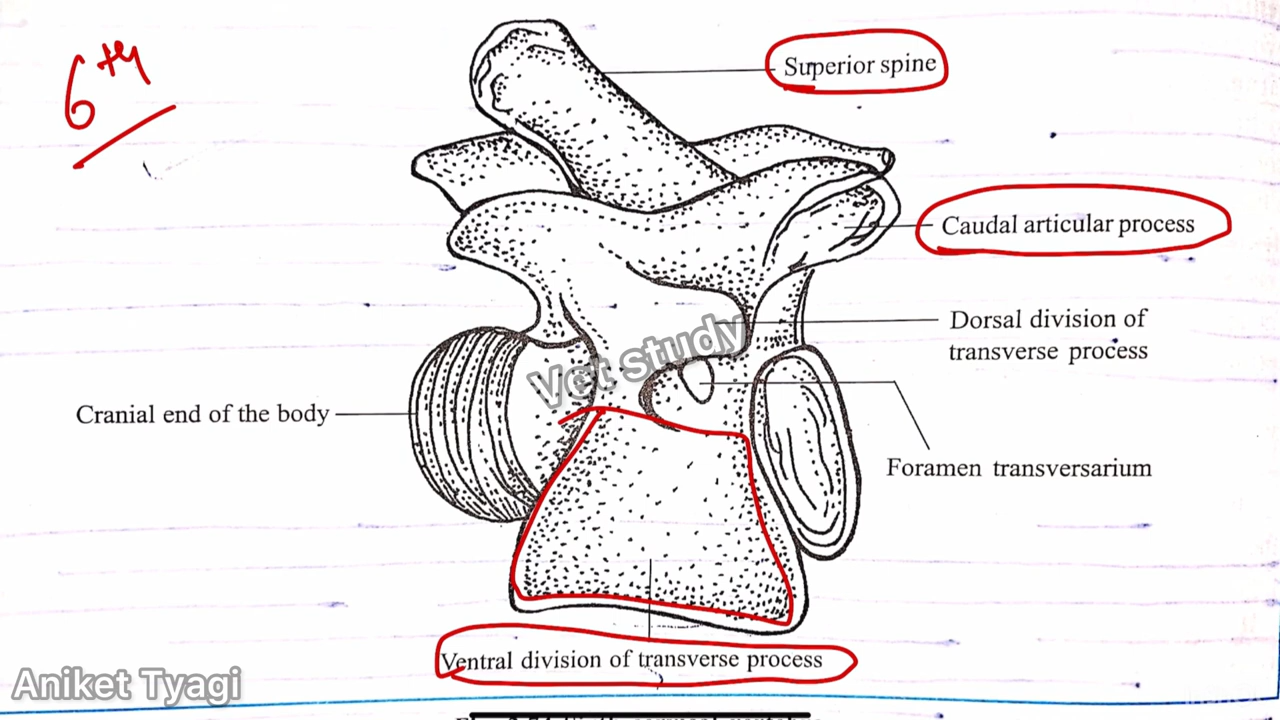 6th
Superior spine
Caudal articular process
Dorsal division of
transverse process
Vet study
Cranial end of the body
Foramen transversarium
Ventral division of transverse process
Aniket Tyagi